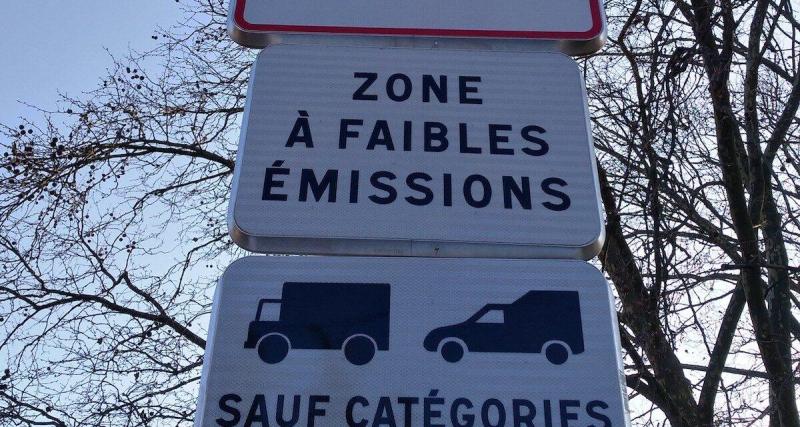 ZONE
À FAIBLES
ÉMISSIONS
SAUF CATÉGORIES